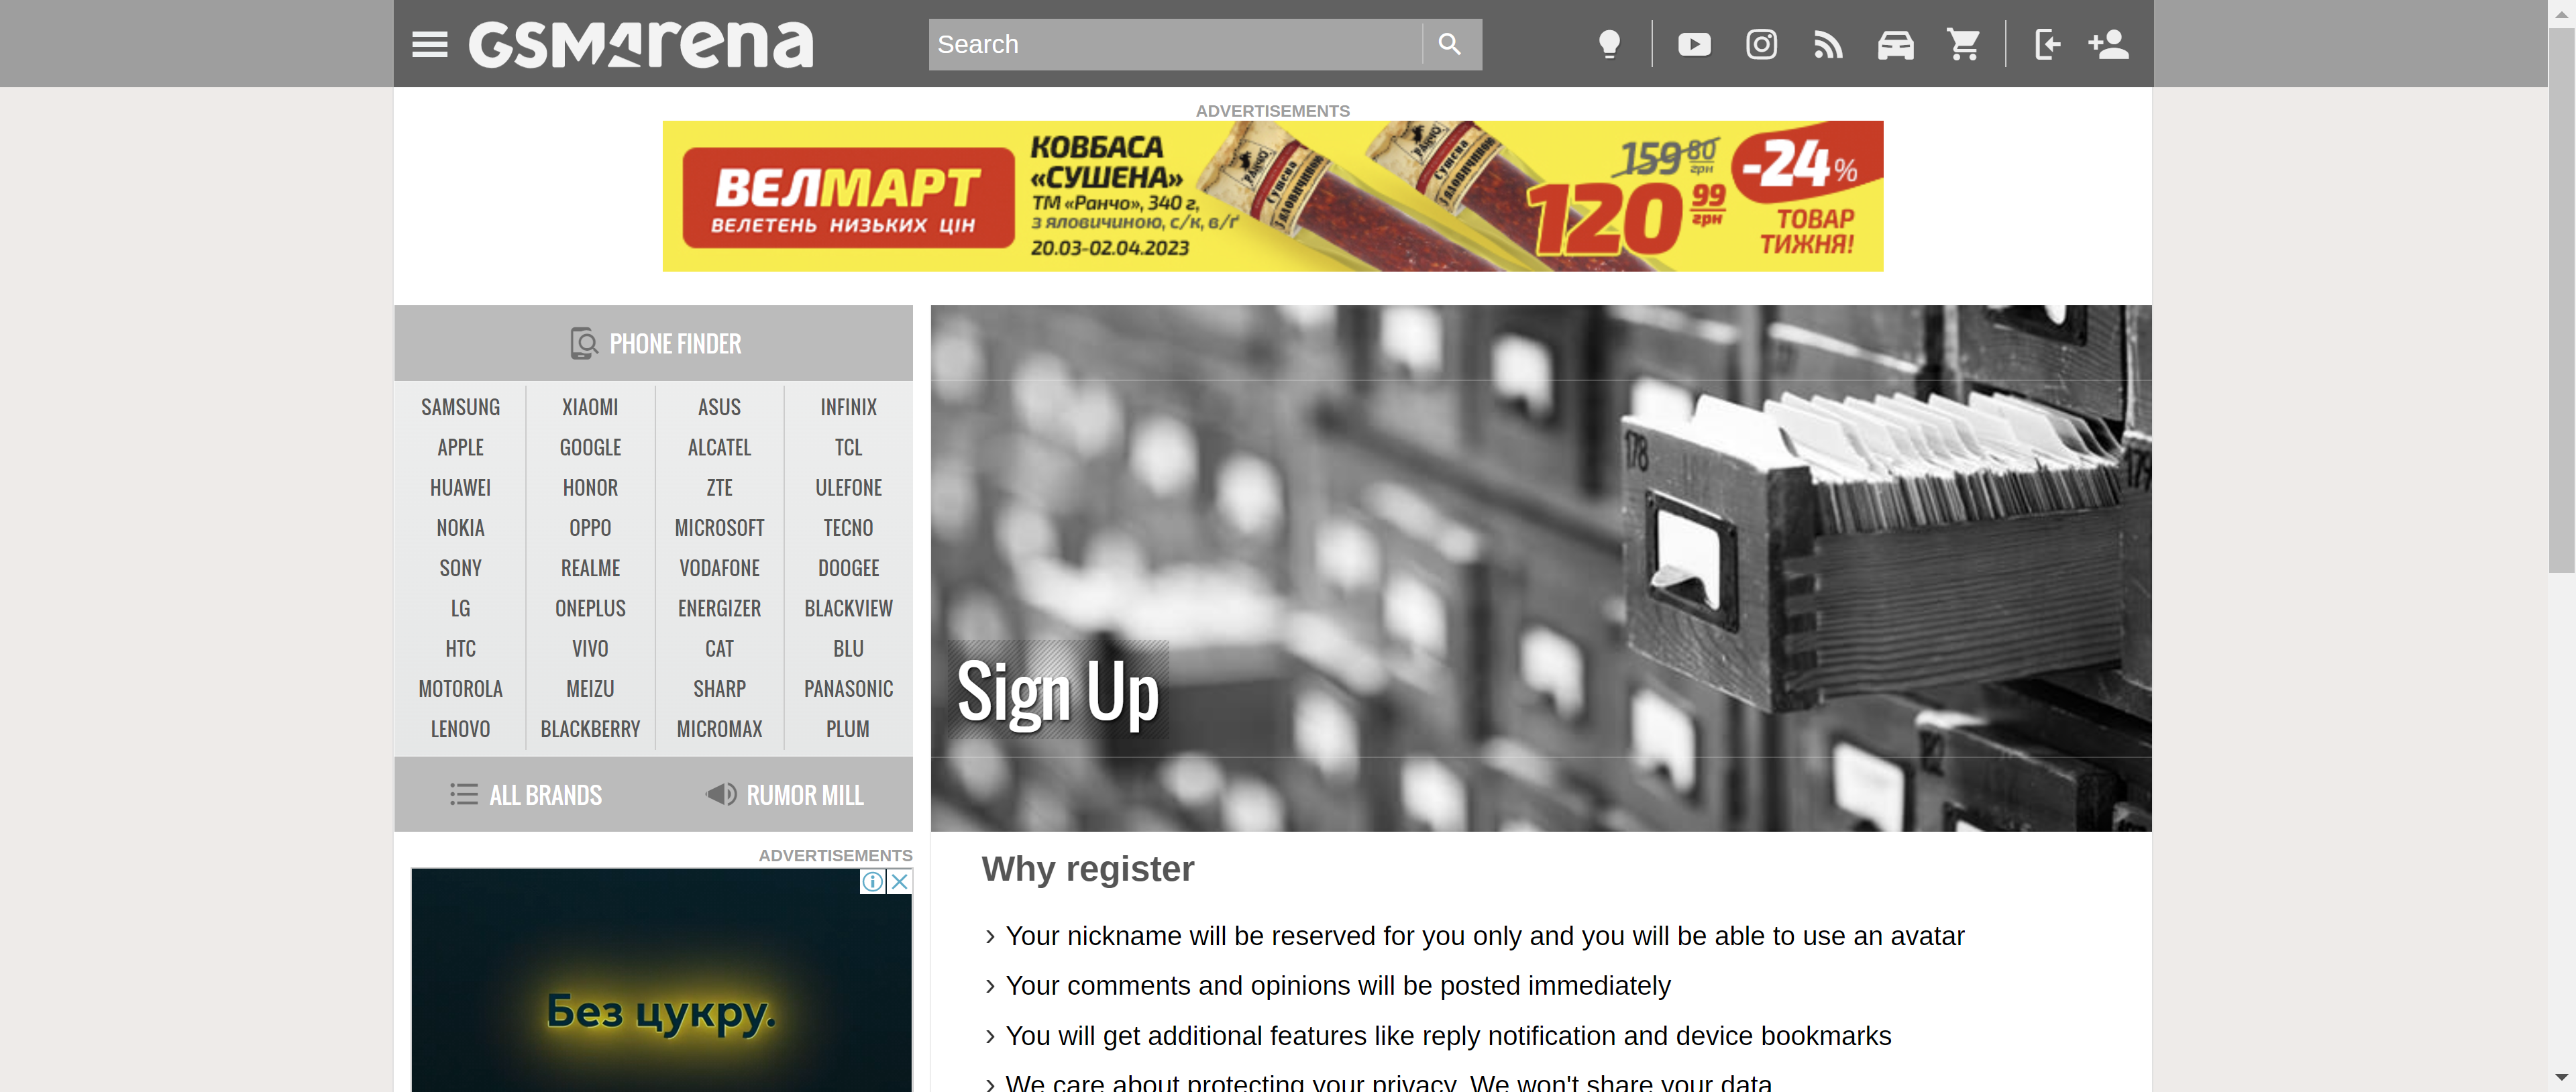 GSMArena
Search
ADVERTISEMENTS
ВЕЛМАРТ
ВЕЛЕТЕНЬ НИЗЬКИХ ЦІН
КОВБАСА
«СУШЕНА»
ТМ «Ранчо», 340 г,
з яловичиною, с/к, в/ґ
20.03-02.04.2023
РАНЧО
Сушена
З ЯЛОВИЧИНОЮ
РАНЧО
Сушена
З ЯЛОВИЧИНОЮ
159 80 грн
120 99 грн
-24%
ТОВАР
ТИЖНЯ!
PHONE FINDER
SAMSUNG XIAOMI ASUS INFINIX
APPLE GOOGLE ALCATEL TCL
HUAWEI HONOR ZTE ULEFONE
NOKIA OPPO MICROSOFT TECNO
SONY REALME VODAFONE DOOGEE
LG ONEPLUS ENERGIZER BLACKVIEW
HTC VIVO CAT BLU
MOTOROLA MEIZU SHARP PANASONIC
LENOVO BLACKBERRY MICROMAX PLUM
ALL BRANDS RUMOR MILL
178
Sign Up
ADVERTISEMENTS
Без цукру.
Why register
Your nickname will be reserved for you only and you will be able to use an avatar
Your comments and opinions will be posted immediately
You will get additional features like reply notification and device bookmarks
We care about protecting your privacy. We won't share your data